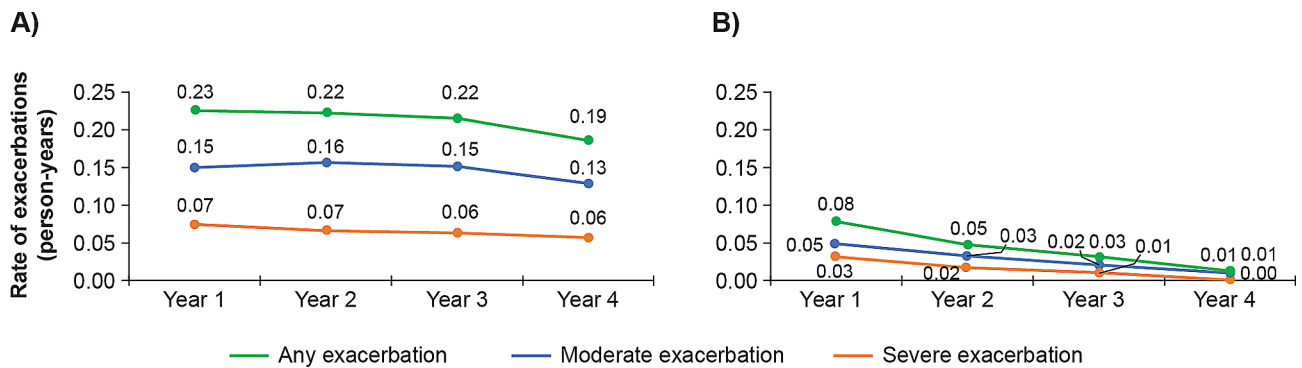 A)
Rate of exacerbations
(person-years)
0.25
0.20
0.15
0.10
0.05
0.00
0.23
0.22
0.22
0.19
0.15
0.16
0.15
0.13
0.07
0.07
0.06
0.06
Year 1
Year 2
Year 3
Year 4
B)
0.25
0.20
0.15
0.10
0.05
0.00
0.08
0.05
0.03
0.01
0.05
0.03
0.02
0.01
0.03
0.02
0.01
0.00
Year 1
Year 2
Year 3
Year 4
Any exacerbation
Moderate exacerbation
Severe exacerbation